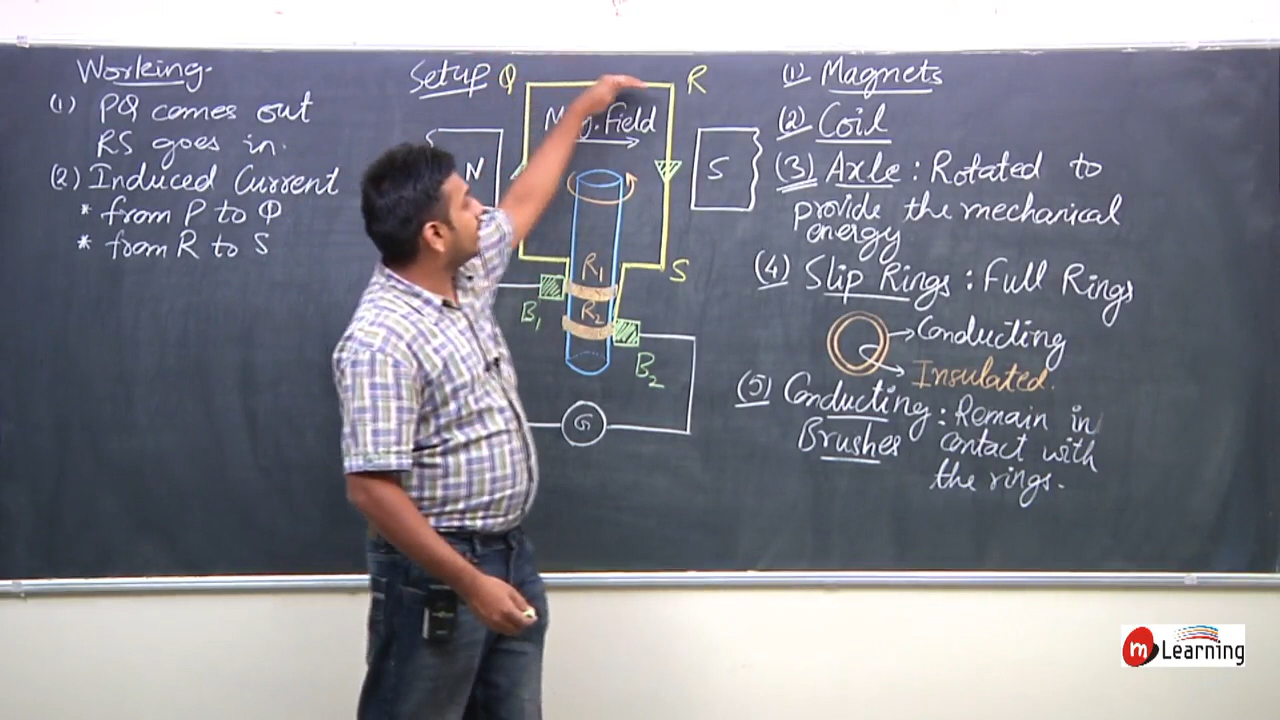 Working.
(1) PQ comes out
RS goes in.
(2) Induced Current
* from P to Q
* from R to S
Setup
Q
R
Mag. Field
N
S
R1
S
B1
R2
B2
G
(1) Magnets
(2) Coil
(3) Axle : Rotated to
provide the mechanical
energy
(4) Slip Rings : Full Rings
Conducting
Insulated.
(5) Conducting : Remain in
Brushes contact with
the rings.
m Learning